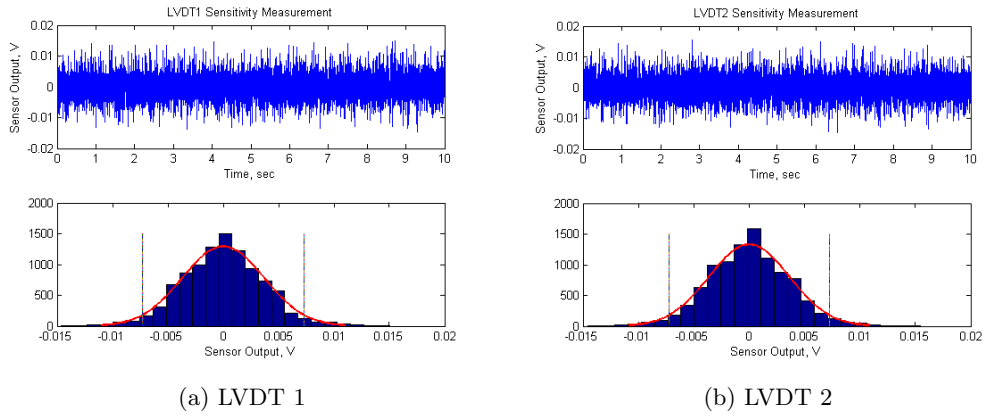 LVDT1 Sensitivity Measurement
Sensor Output, V
0.02
0.01
0
-0.01
-0.02
0 1 2 3 4 5 6 7 8 9 10
Time, sec
2000
1500
1000
500
0
-0.015 -0.01 -0.005 0 0.005 0.01 0.015 0.02
Sensor Output, V
(a) LVDT 1
LVDT2 Sensitivity Measurement
Sensor Output, V
0.02
0.01
0
-0.01
-0.02
0 1 2 3 4 5 6 7 8 9 10
Time, sec
2000
1500
1000
500
0
-0.015 -0.01 -0.005 0 0.005 0.01 0.015 0.02
Sensor Output, V
(b) LVDT 2